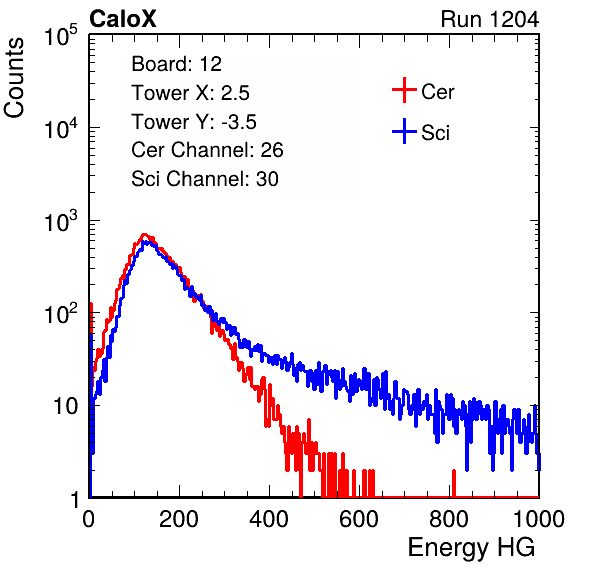 CaloX Run 1204
Counts
Board: 12
Tower X: 2.5
Tower Y: -3.5
Cer Channel: 26
Sci Channel: 30
Cer
Sci
10^5
10^4
10^3
10^2
10
1
0 200 400 600 800 1000
Energy HG